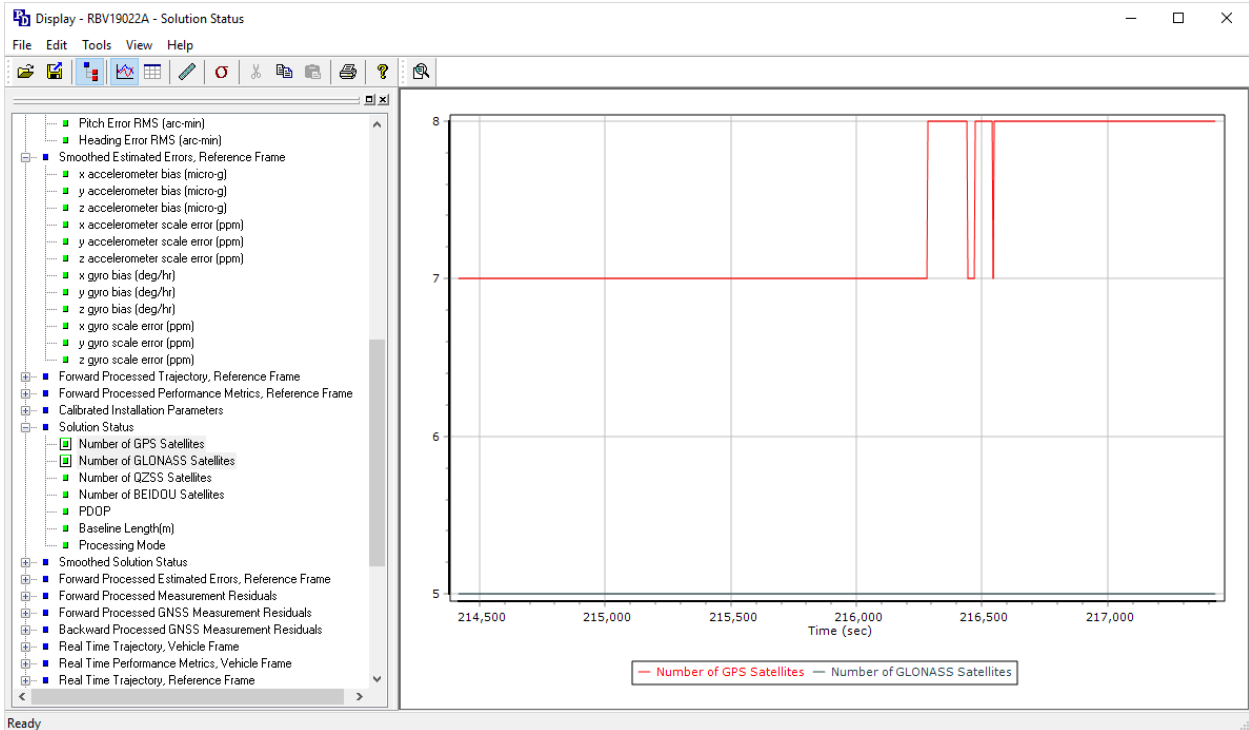 Display - RBV19022A - Solution Status
File Edit Tools View Help
Pitch Error RMS (arc-min)
Heading Error RMS (arc-min)
Smoothed Estimated Errors, Reference Frame
x accelerometer bias (micro-g)
y accelerometer bias (micro-g)
z accelerometer bias (micro-g)
x accelerometer scale error (ppm)
y accelerometer scale error (ppm)
z accelerometer scale error (ppm)
x gyro bias (deg/hr)
y gyro bias (deg/hr)
z gyro bias (deg/hr)
x gyro scale error (ppm)
y gyro scale error (ppm)
z gyro scale error (ppm)
Forward Processed Trajectory, Reference Frame
Forward Processed Performance Metrics, Reference Frame
Calibrated Installation Parameters
Solution Status
Number of GPS Satellites
Number of GLONASS Satellites
Number of QZSS Satellites
Number of BEIDOU Satellites
PDOP
Baseline Length(m)
Processing Mode
Smoothed Solution Status
Forward Processed Estimated Errors, Reference Frame
Forward Processed Measurement Residuals
Forward Processed GNSS Measurement Residuals
Backward Processed GNSS Measurement Residuals
Real Time Trajectory, Vehicle Frame
Real Time Performance Metrics, Vehicle Frame
Real Time Trajectory, Reference Frame
8
7
6
5
214,500 215,000 215,500 216,000 216,500 217,000
Time (sec)
Number of GPS Satellites Number of GLONASS Satellites
Ready